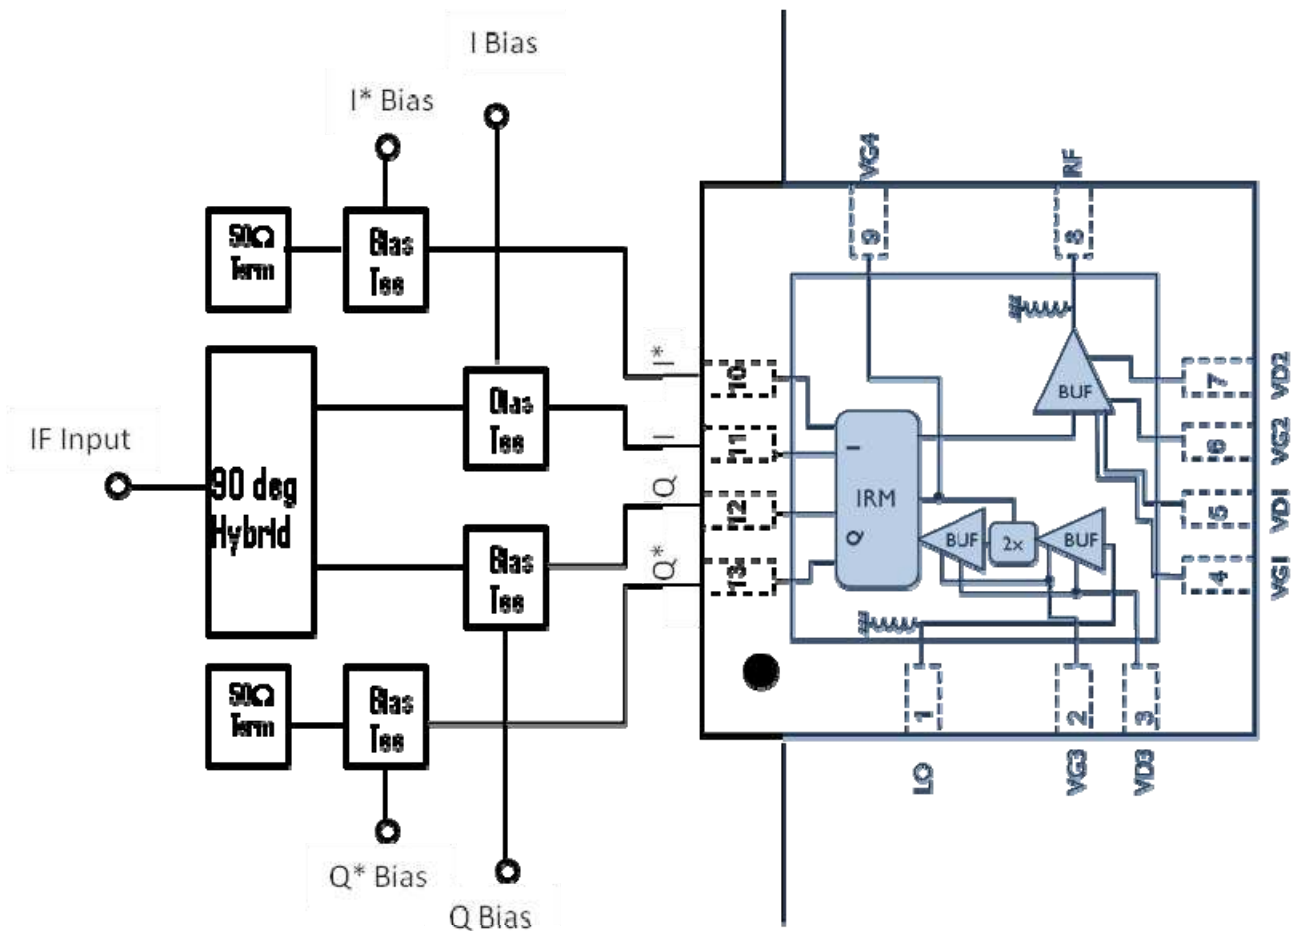 I Bias
I* Bias
VG4
RF
50Ω
Term
Bias
Tee
9
8
I*
10
BUF
7
VD2
IF Input
Bias
Tee
I
11
I
6
VG2
90 deg
Hybrid
Q
12
IRM
5
VD1
Bias
Tee
Q*
13
Q
BUF
2x
BUF
4
VG1
50Ω
Term
Bias
Tee
1
2
3
LO
VG3
VD3
Q* Bias
Q Bias